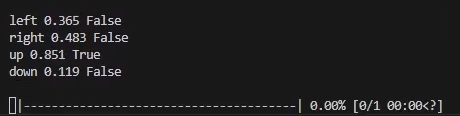 left 0.365 False
right 0.483 False
up 0.851 True
down 0.119 False
|---------------------------------------| 0.00% [0/1 00:00<?]